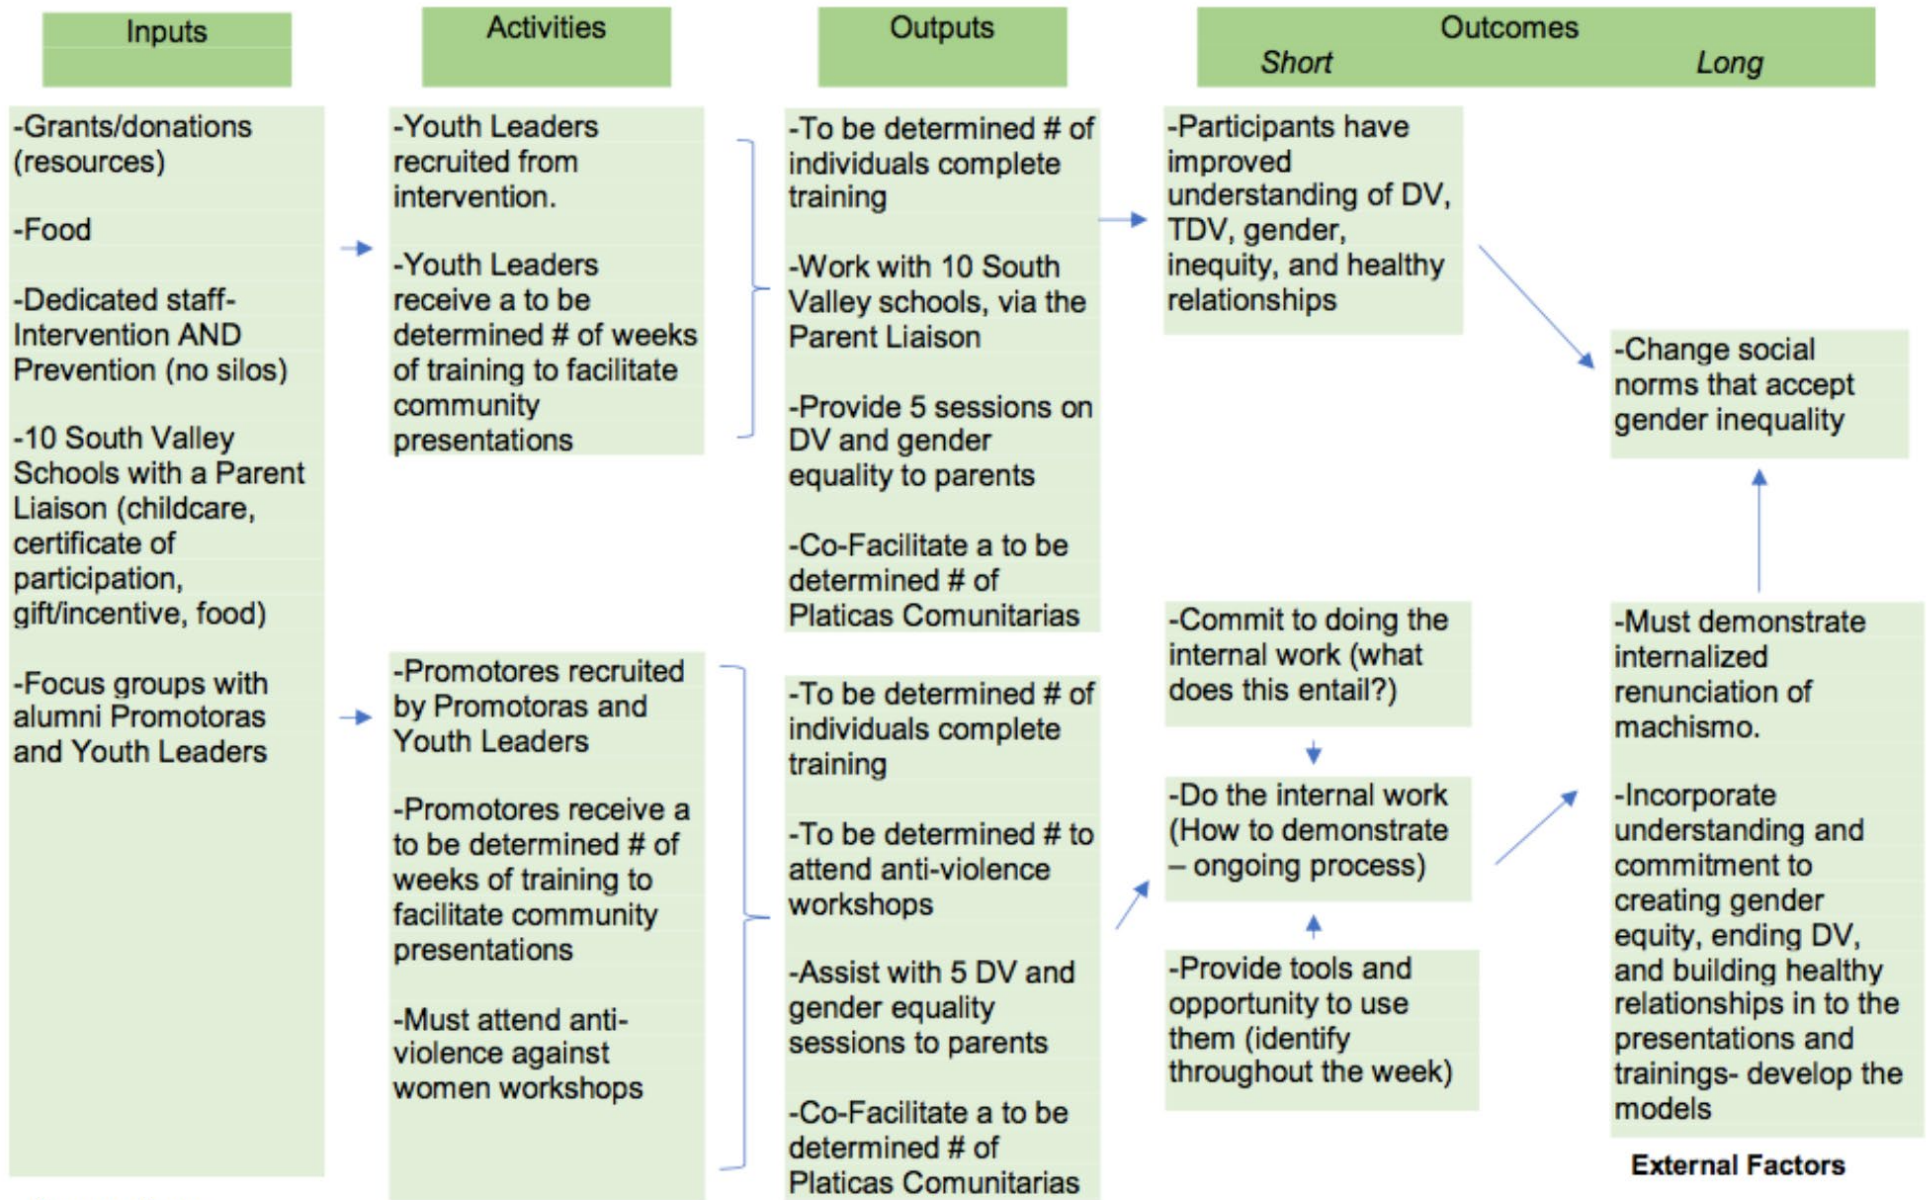 Inputs
Activities
Outputs
Outcomes
Short
Long
-Grants/donations
(resources)
-Food
-Dedicated staff-
Intervention AND
Prevention (no silos)
-10 South Valley
Schools with a Parent
Liaison (childcare,
certificate of
participation,
gift/incentive, food)
-Focus groups with
alumni Promotoras
and Youth Leaders
-Youth Leaders
recruited from
intervention.
-Youth Leaders
receive a to be
determined # of weeks
of training to facilitate
community
presentations
-Promotores recruited
by Promotoras and
Youth Leaders
-Promotores receive a
to be determined # of
weeks of training to
facilitate community
presentations
-Must attend anti-
violence against
women workshops
-To be determined # of
individuals complete
training
-Work with 10 South
Valley schools, via the
Parent Liaison
-Provide 5 sessions on
DV and gender
equality to parents
-Co-Facilitate a to be
determined # of
Platicas Comunitarias
-To be determined # of
individuals complete
training
-To be determined # to
attend anti-violence
workshops
-Assist with 5 DV and
gender equality
sessions to parents
-Co-Facilitate a to be
determined # of
Platicas Comunitarias
-Participants have
improved
understanding of DV,
TDV, gender,
inequity, and healthy
relationships
-Commit to doing the
internal work (what
does this entail?)
-Do the internal work
(How to demonstrate
– ongoing process)
-Provide tools and
opportunity to use
them (identify
throughout the week)
-Change social
norms that accept
gender inequality
-Must demonstrate
internalized
renunciation of
machismo.
-Incorporate
understanding and
commitment to
creating gender
equity, ending DV,
and building healthy
relationships in to the
presentations and
trainings- develop the
models
External Factors